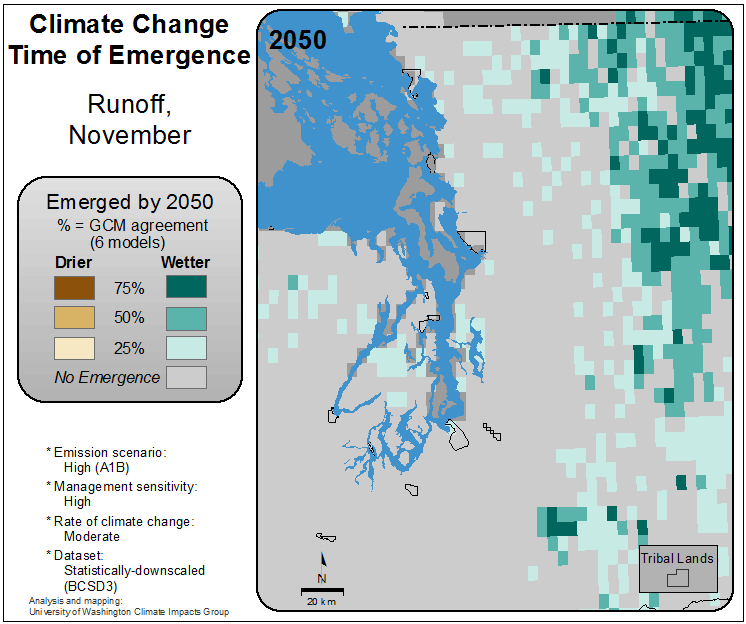 Climate Change
Time of Emergence
Runoff,
November
Emerged by 2050
% = GCM agreement
(6 models)
Drier Wetter
75%
50%
25%
No Emergence
* Emission scenario:
High (A1B)
* Management sensitivity:
High
* Rate of climate change:
Moderate
* Dataset:
Statistically-downscaled
(BCSD3)
Analysis and mapping:
University of Washington Climate Impacts Group
2050
N
20 km
Tribal Lands